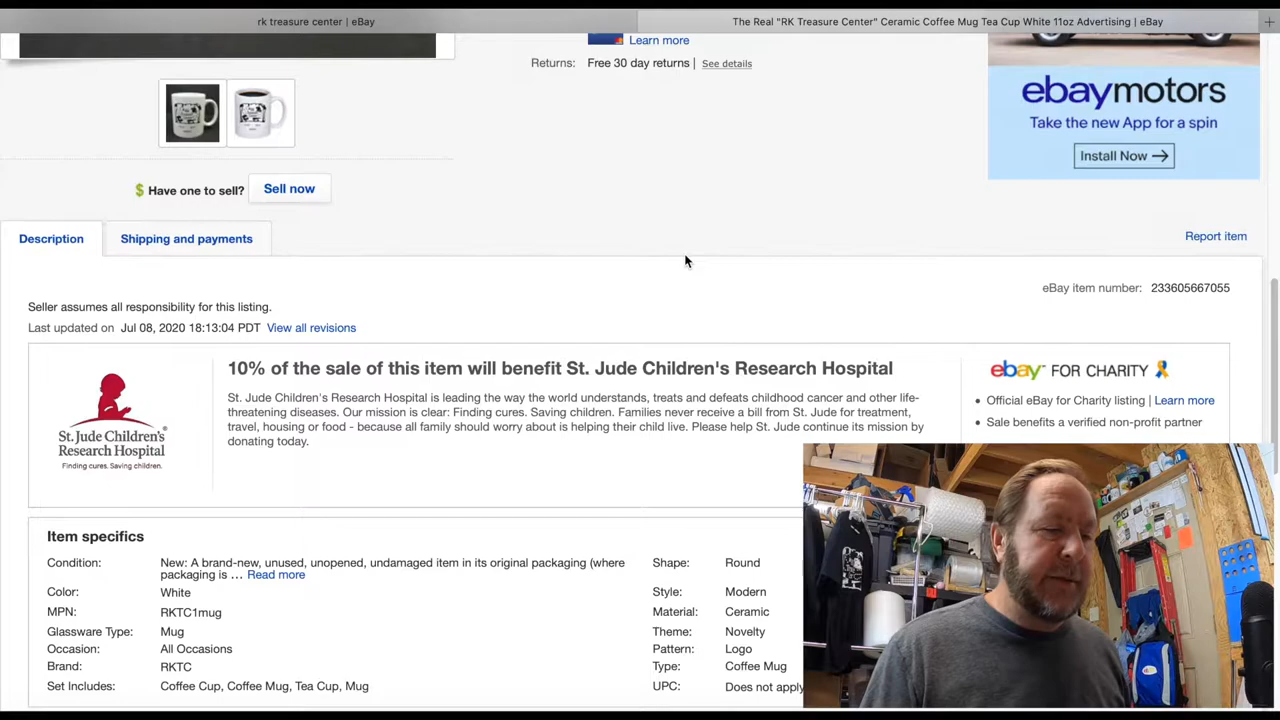 rk treasure center | eBay
The Real "RK Treasure Center" Ceramic Coffee Mug Tea Cup White 11oz Advertising | eBay
Learn more
Returns: Free 30 day returns | See details
ebaymotors
Take the new App for a spin
Install Now →
Have one to sell? Sell now
Description
Shipping and payments
Report item
eBay item number: 233605667055
Seller assumes all responsibility for this listing.
Last updated on Jul 08, 2020 18:13:04 PDT View all revisions
St. Jude Children's
Research Hospital
Finding cures. Saving children.
10% of the sale of this item will benefit St. Jude Children's Research Hospital
St. Jude Children's Research Hospital is leading the way the world understands, treats and defeats childhood cancer and other life-
threatening diseases. Our mission is clear: Finding cures. Saving children. Families never receive a bill from St. Jude for treatment,
travel, housing or food - because all family should worry about is helping their child live. Please help St. Jude continue its mission by
donating today.
ebay FOR CHARITY
Official eBay for Charity listing | Learn more
Sale benefits a verified non-profit partner
Item specifics
Condition: New: A brand-new, unused, unopened, undamaged item in its original packaging (where
packaging is ... Read more
Color: White
MPN: RKTC1mug
Glassware Type: Mug
Occasion: All Occasions
Brand: RKTC
Set Includes: Coffee Cup, Coffee Mug, Tea Cup, Mug
Shape: Round
Style: Modern
Material: Ceramic
Theme: Novelty
Pattern: Logo
Type: Coffee Mug
UPC: Does not apply